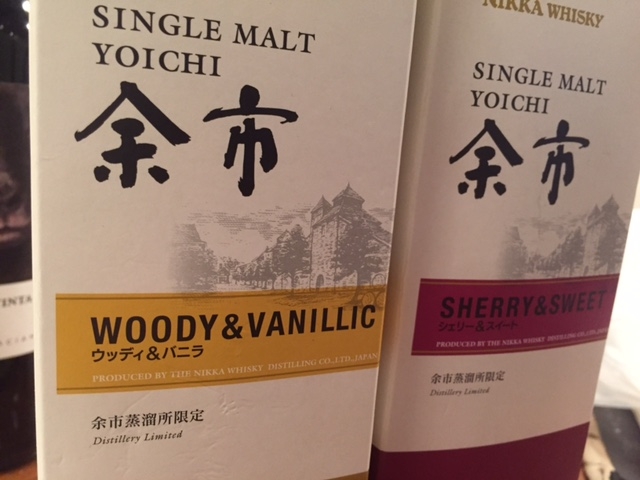 SINGLE MALT
YOICHI
余市
WOODY&VANILLIC
ウッディ&バニラ
PRODUCED BY THE NIKKA WHISKY DISTILLING CO.,LTD.,JAPAN
余市蒸溜所限定
Distillery Limited
NIKKA WHISKY
SINGLE MALT
YOICHI
余市
SHERRY&SWEET
シェリー&スイート
PRODUCED BY THE NIKKA WHISKY DISTILLING CO.,LTD.,
余市蒸溜所限定
Distillery Limited